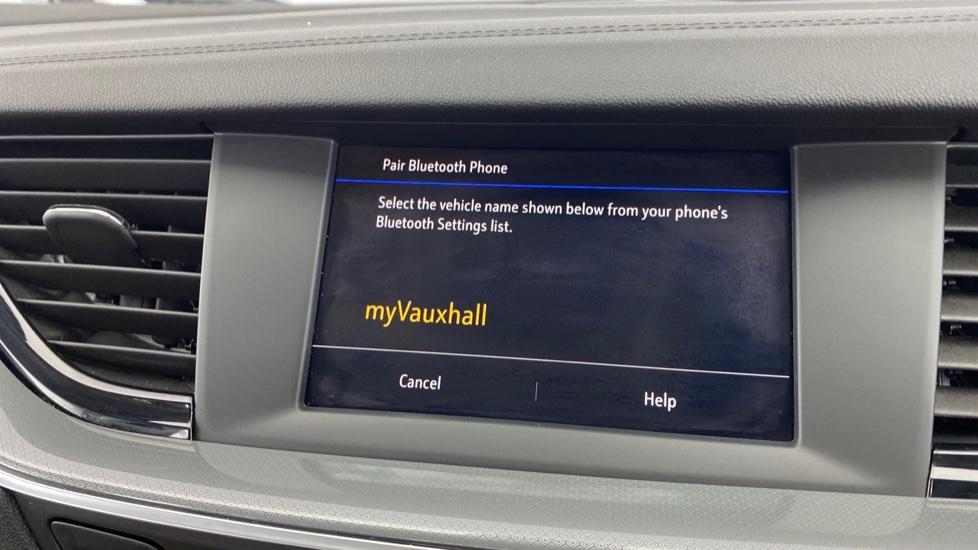 Pair Bluetooth Phone
Select the vehicle name shown below from your phone's
Bluetooth Settings list.
myVauxhall
Cancel
Help